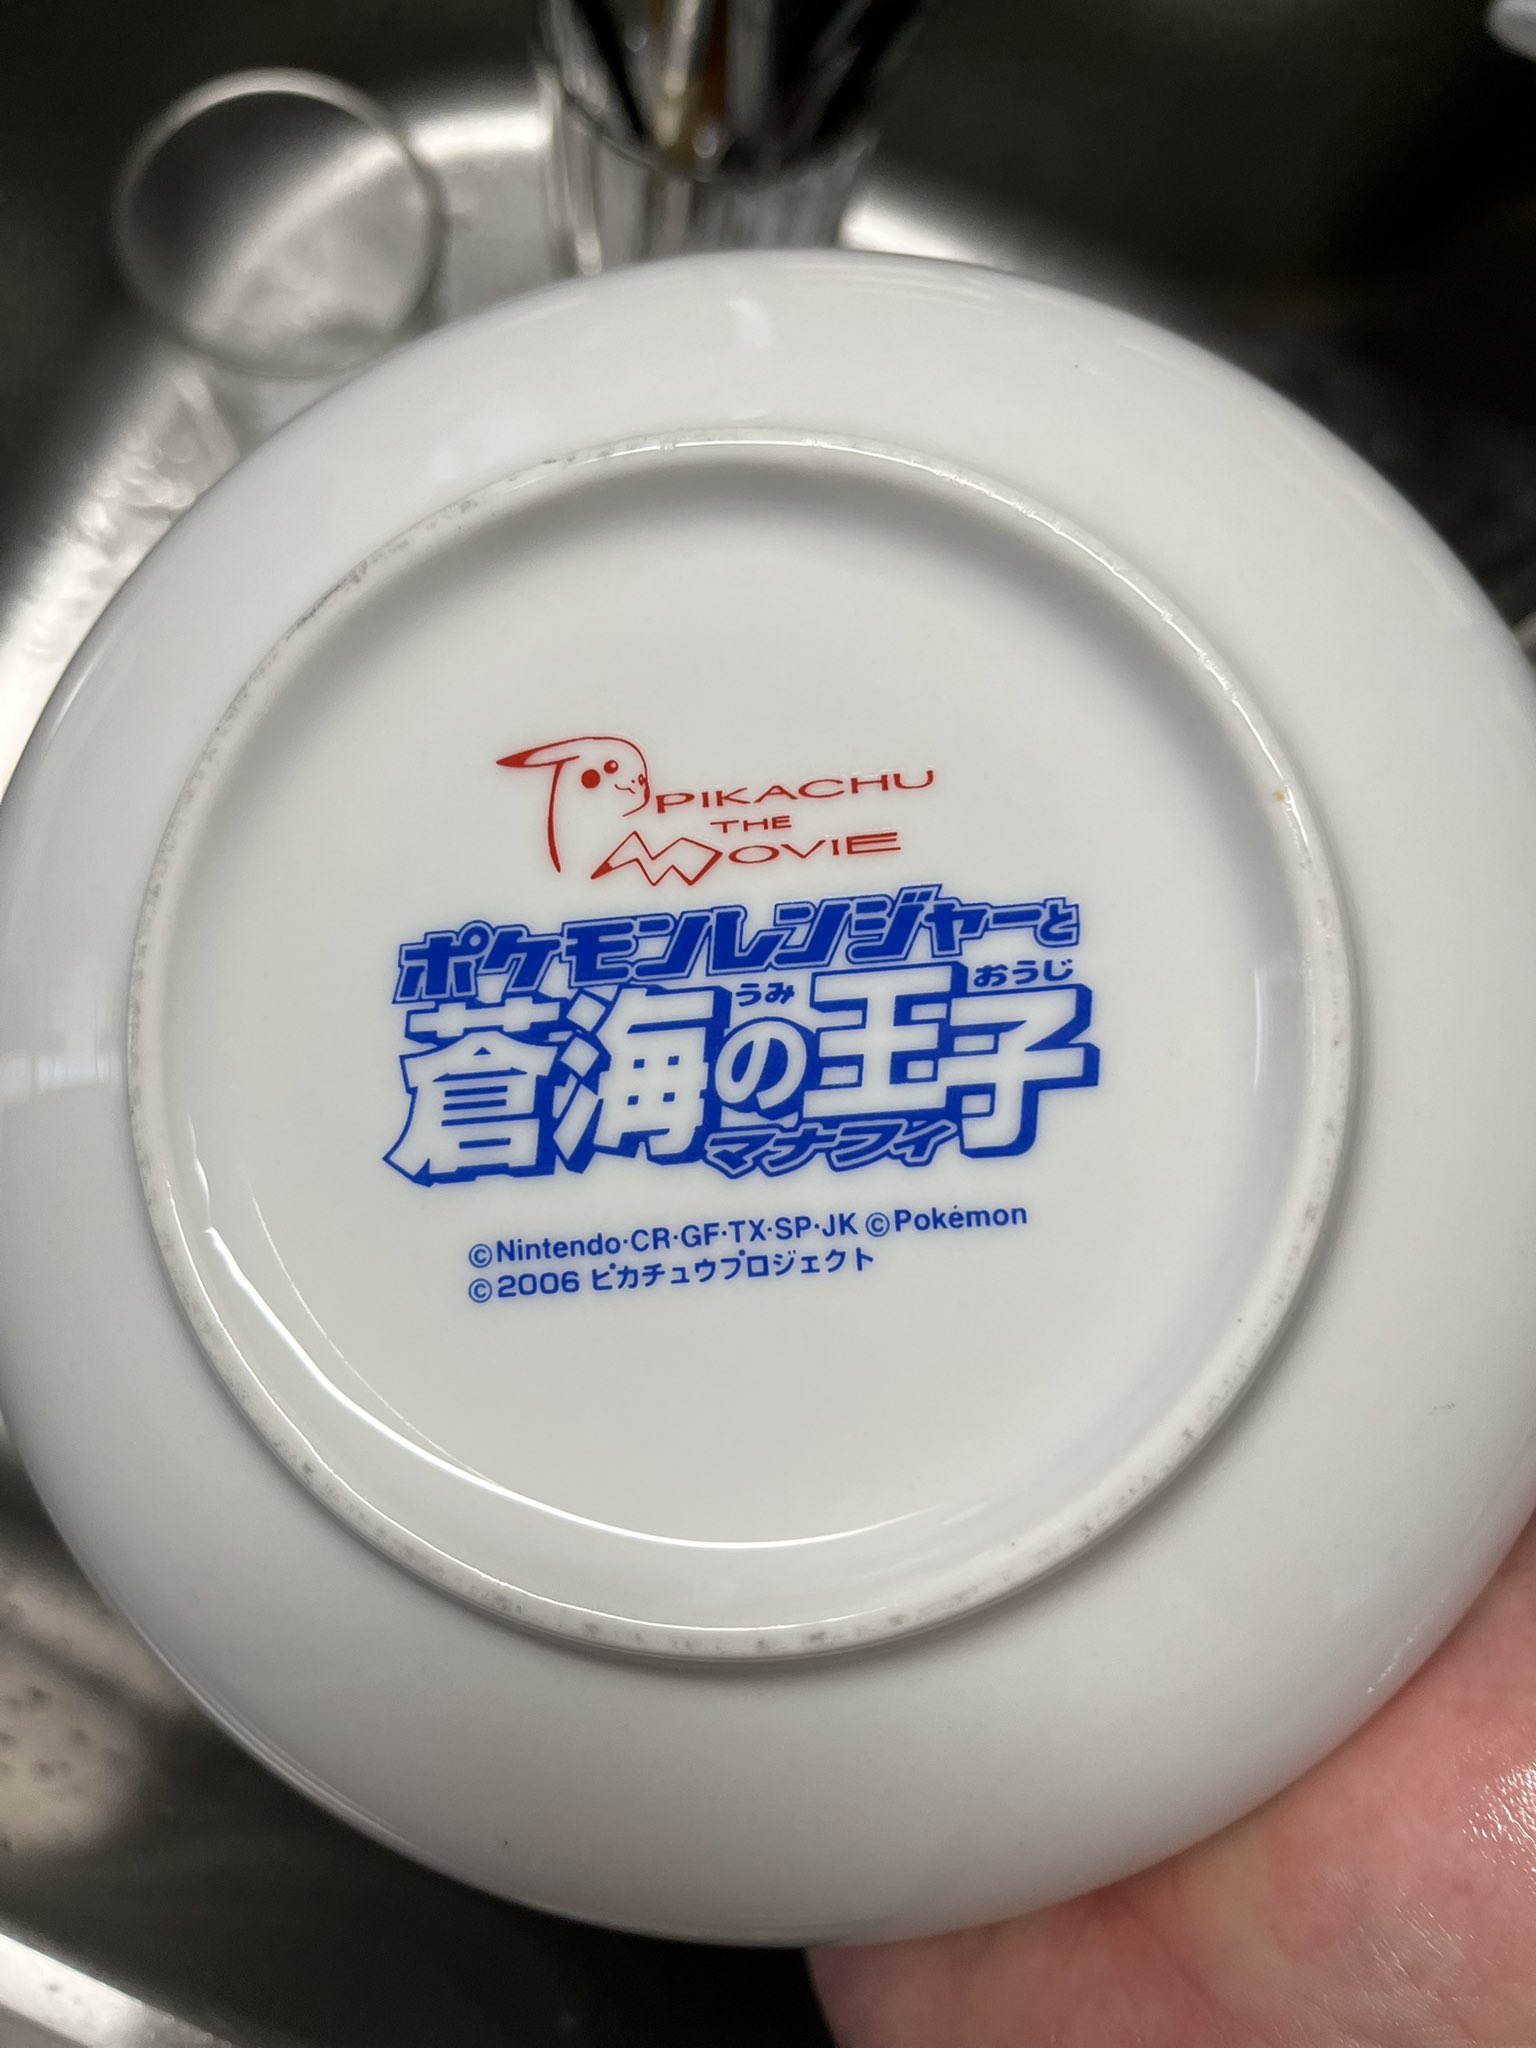 PIKACHU
THE
MOVIE
ポケモンレンジャーと
うみ おうじ
蒼海の王子
マナフィ
©Nintendo·CR·GF·TX·SP·JK ©Pokémon
©2006 ピカチュウプロジェクト